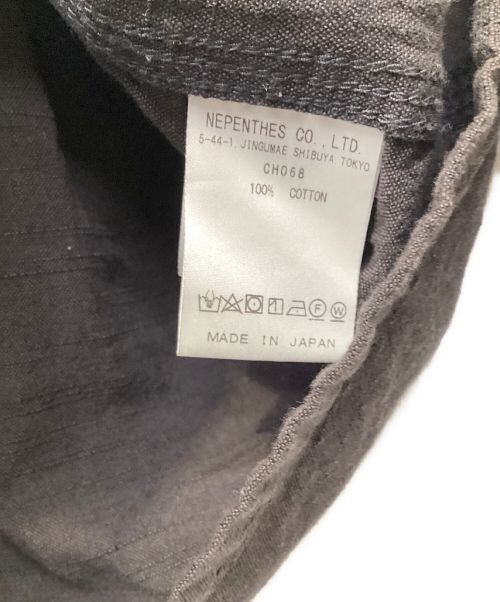 NEPENTHES CO., LTD.
5-44-1, JINGUMAE SHIBUYA, TOKYO
CH068
100% COTTON
MADE IN JAPAN